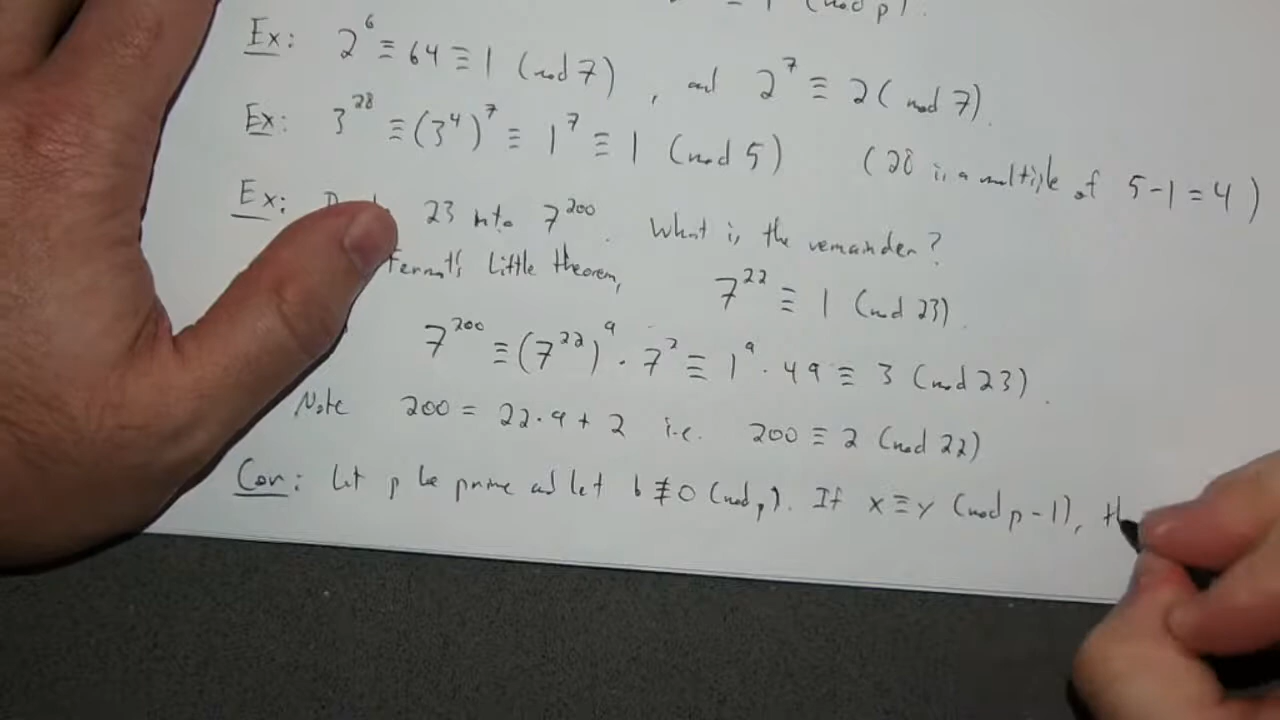 ≡ 1 (mod p).
Ex: 2^6 ≡ 64 ≡ 1 (mod 7), and 2^7 ≡ 2 (mod 7).
Ex: 3^28 ≡ (3^4)^7 ≡ 1^7 ≡ 1 (mod 5) (28 is a multiple of 5-1=4)
Ex: 23 into 7^200. What is the remainder?
Fermat's Little theorem, 7^22 ≡ 1 (mod 23).
7^200 ≡ (7^22)^9 · 7^2 ≡ 1^9 · 49 ≡ 3 (mod 23).
Note 200 = 22·9 + 2 i.e. 200 ≡ 2 (mod 22)
Cor: Let p be prime and let b ≢ 0 (mod p). If x ≡ y (mod p-1),